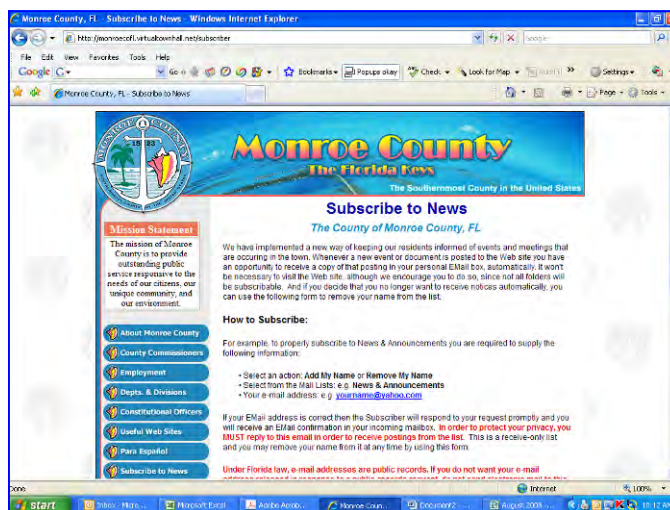 Monroe County, FL - Subscribe to News - Windows Internet Explorer
http://monroecofl.virtualtownhall.net/subscriber
Google
File Edit View Favorites Tools Help
Google G Go Bookmarks Popups okay Check Look for Map Settings
Monroe County, FL - Subscribe to News Page Tools
MONROE COUNTY
1823
Monroe County
The Florida Keys
The Southernmost County in the United States
Subscribe to News
The County of Monroe County, FL
Mission Statement
The mission of Monroe
County is to provide
outstanding public
service responsive to the
needs of our citizens, our
unique community, and
our environment.
We have implemented a new way of keeping our residents informed of events and meetings that
are occuring in the town. Whenever a new event or document is posted to the Web site you have
an opportunity to receive a copy of that posting in your personal EMail box, automatically. It won't
be necessary to visit the Web site, although we encourage you to do so, since not all folders will
be subscribable. And if you decide that you no longer want to receive notices automatically, you
can use the following form to remove your name from the list.
How to Subscribe:
For example, to properly subscribe to News & Announcements you are required to supply the
following information:
• Select an action: Add My Name or Remove My Name
• Select from the Mail Lists: e.g. News & Announcements
• Your e-mail address: e.g. yourname@yahoo.com
If your EMail address is correct then the Subscriber will respond to your request promptly and you
will receive an EMail confirmation in your incoming mailbox. In order to protect your privacy, you
MUST reply to this email in order to receive postings from the list. This is a receive-only list
and you may remove your name from it at any time by using this form.
Under Florida law, e-mail addresses are public records. If you do not want your e-mail
About Monroe County
County Commissioners
Employment
Depts. & Divisions
Constitutional Officers
Useful Web Sites
Para Español
Subscribe to News
Done Internet 100%
start Inbox - Micro... Microsoft Excel Adobe Acrob... Monroe Coun... Document2 - ... August 2008 - ...